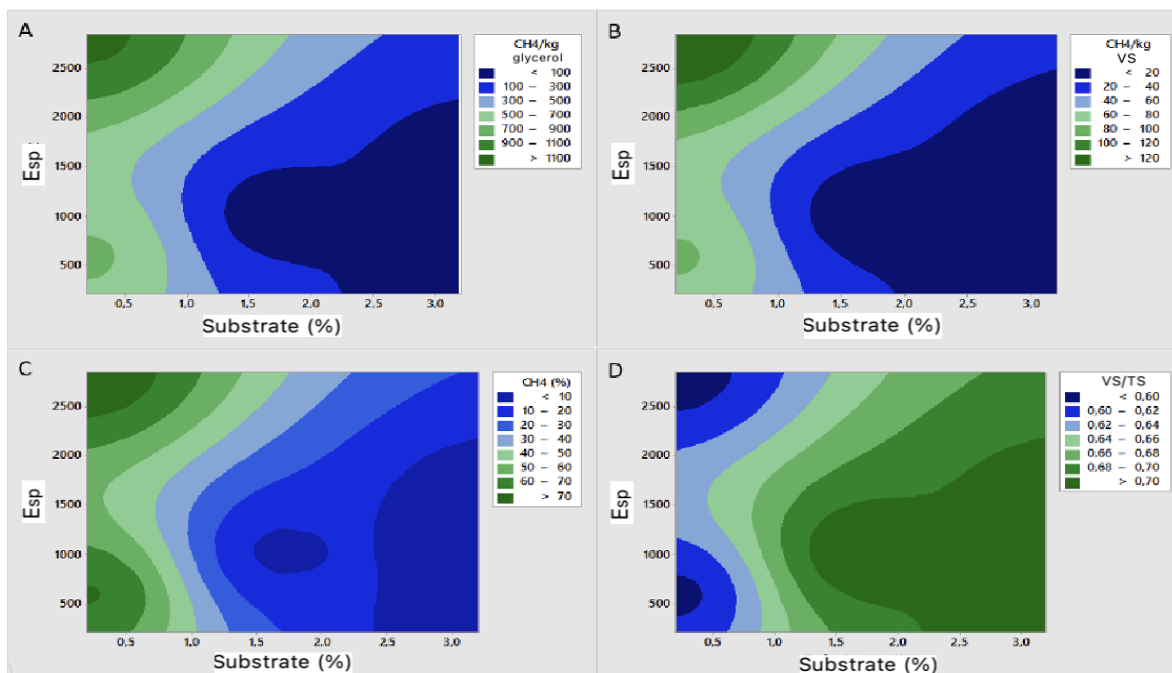 A
CH4/kg
glycerol
< 100
100 – 300
300 – 500
500 – 700
700 – 900
900 – 1100
> 1100
2500
2000
1500
1000
500
Esp
0,5 1,0 1,5 2,0 2,5 3,0
Substrate (%)
B
CH4/kg
VS
< 20
20 – 40
40 – 60
60 – 80
80 – 100
100 – 120
> 120
2500
2000
1500
1000
500
Esp
0,5 1,0 1,5 2,0 2,5 3,0
Substrate (%)
C
CH4 (%)
< 10
10 – 20
20 – 30
30 – 40
40 – 50
50 – 60
60 – 70
> 70
2500
2000
1500
1000
500
Esp
0,5 1,0 1,5 2,0 2,5 3,0
Substrate (%)
D
VS/TS
< 0,60
0,60 – 0,62
0,62 – 0,64
0,64 – 0,66
0,66 – 0,68
0,68 – 0,70
> 0,70
2500
2000
1500
1000
500
Esp
0,5 1,0 1,5 2,0 2,5 3,0
Substrate (%)